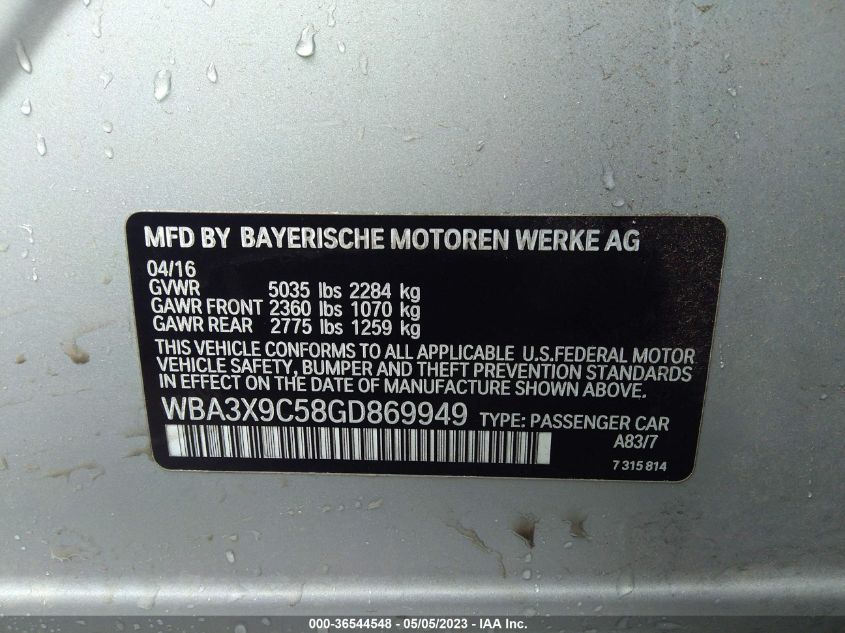 MFD BY BAYERISCHE MOTOREN WERKE AG
04/16
GVWR 5035 lbs 2284 kg
GAWR FRONT 2360 lbs 1070 kg
GAWR REAR 2775 lbs 1259 kg
THIS VEHICLE CONFORMS TO ALL APPLICABLE U.S.FEDERAL MOTOR
VEHICLE SAFETY, BUMPER AND THEFT PREVENTION STANDARDS
IN EFFECT ON THE DATE OF MANUFACTURE SHOWN ABOVE.
WBA3X9C58GD869949 TYPE: PASSENGER CAR
A83/7
7 315 814
000-36544548 - 05/05/2023 - IAA Inc.